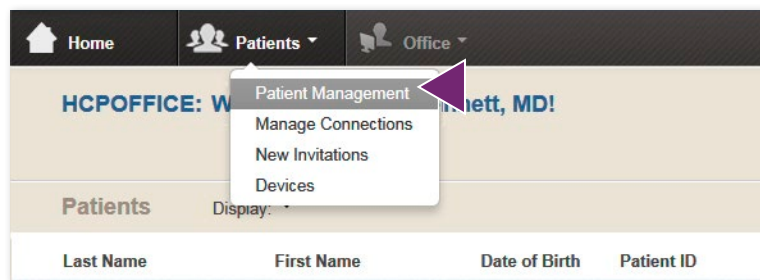 Home Patients Office
HCPOFFICE: W nett, MD!
Patient Management
Manage Connections
New Invitations
Devices
Patients Display:
Last Name First Name Date of Birth Patient ID